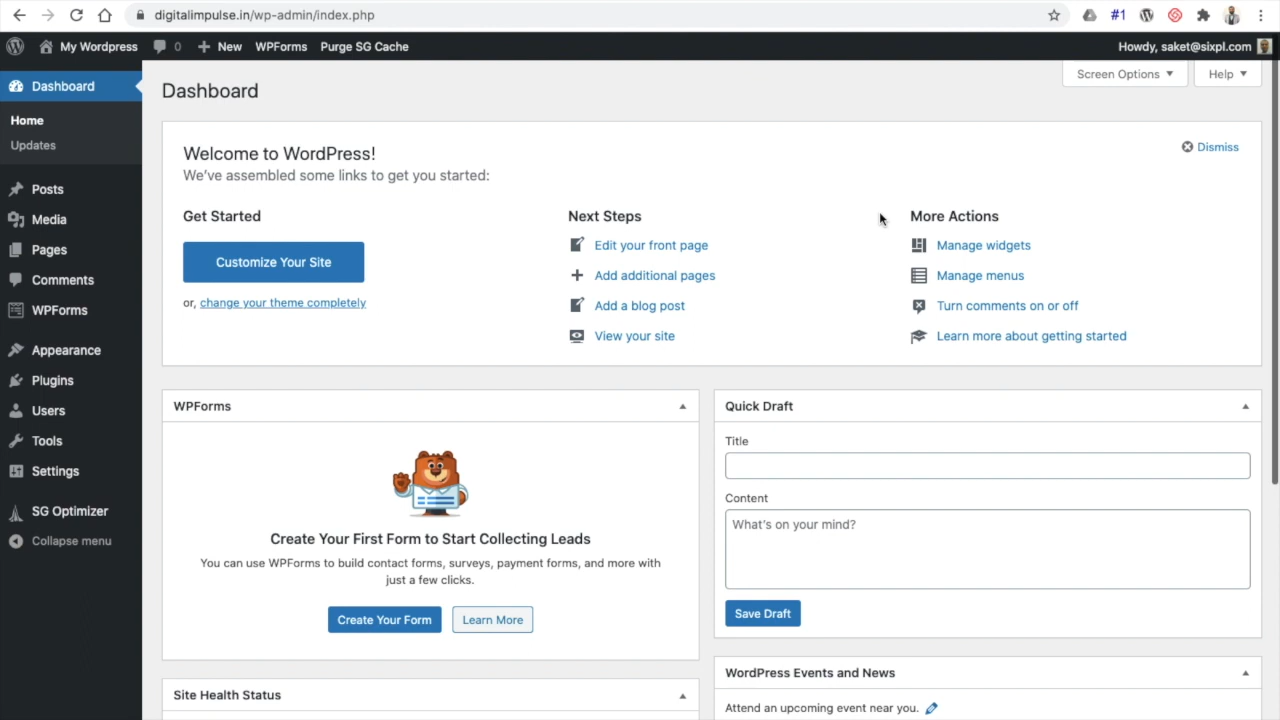 digitalimpulse.in/wp-admin/index.php
#1
My Wordpress
0
New
WPForms
Purge SG Cache
Howdy, saket@sixpl.com
Dashboard
Home
Updates
Posts
Media
Pages
Comments
WPForms
Appearance
Plugins
Users
Tools
Settings
SG Optimizer
Collapse menu
Screen Options
Help
Dashboard
Welcome to WordPress!
We've assembled some links to get you started:
Dismiss
Get Started
Customize Your Site
or, change your theme completely
Next Steps
Edit your front page
Add additional pages
Add a blog post
View your site
More Actions
Manage widgets
Manage menus
Turn comments on or off
Learn more about getting started
WPForms
Create Your First Form to Start Collecting Leads
You can use WPForms to build contact forms, surveys, payment forms, and more with
just a few clicks.
Create Your Form
Learn More
Site Health Status
Quick Draft
Title
Content
What's on your mind?
Save Draft
WordPress Events and News
Attend an upcoming event near you.